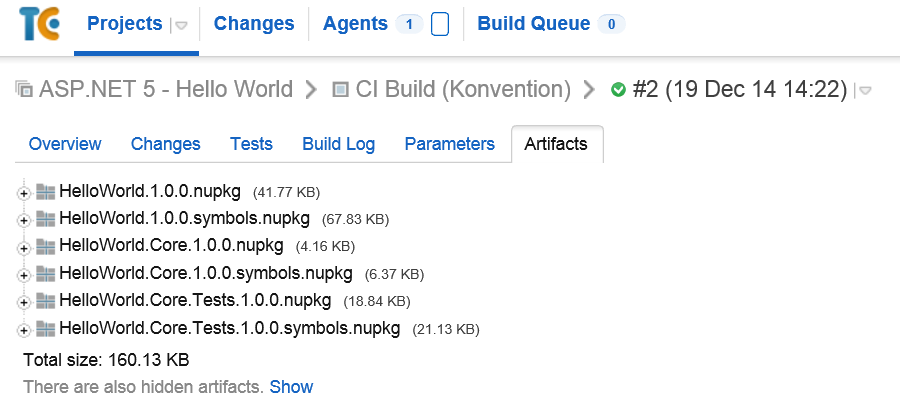 TC Projects Changes Agents 1 Build Queue 0
ASP.NET 5 - Hello World CI Build (Konvention) #2 (19 Dec 14 14:22)
Overview Changes Tests Build Log Parameters Artifacts
HelloWorld.1.0.0.nupkg (41.77 KB)
HelloWorld.1.0.0.symbols.nupkg (67.83 KB)
HelloWorld.Core.1.0.0.nupkg (4.16 KB)
HelloWorld.Core.1.0.0.symbols.nupkg (6.37 KB)
HelloWorld.Core.Tests.1.0.0.nupkg (18.84 KB)
HelloWorld.Core.Tests.1.0.0.symbols.nupkg (21.13 KB)
Total size: 160.13 KB
There are also hidden artifacts. Show